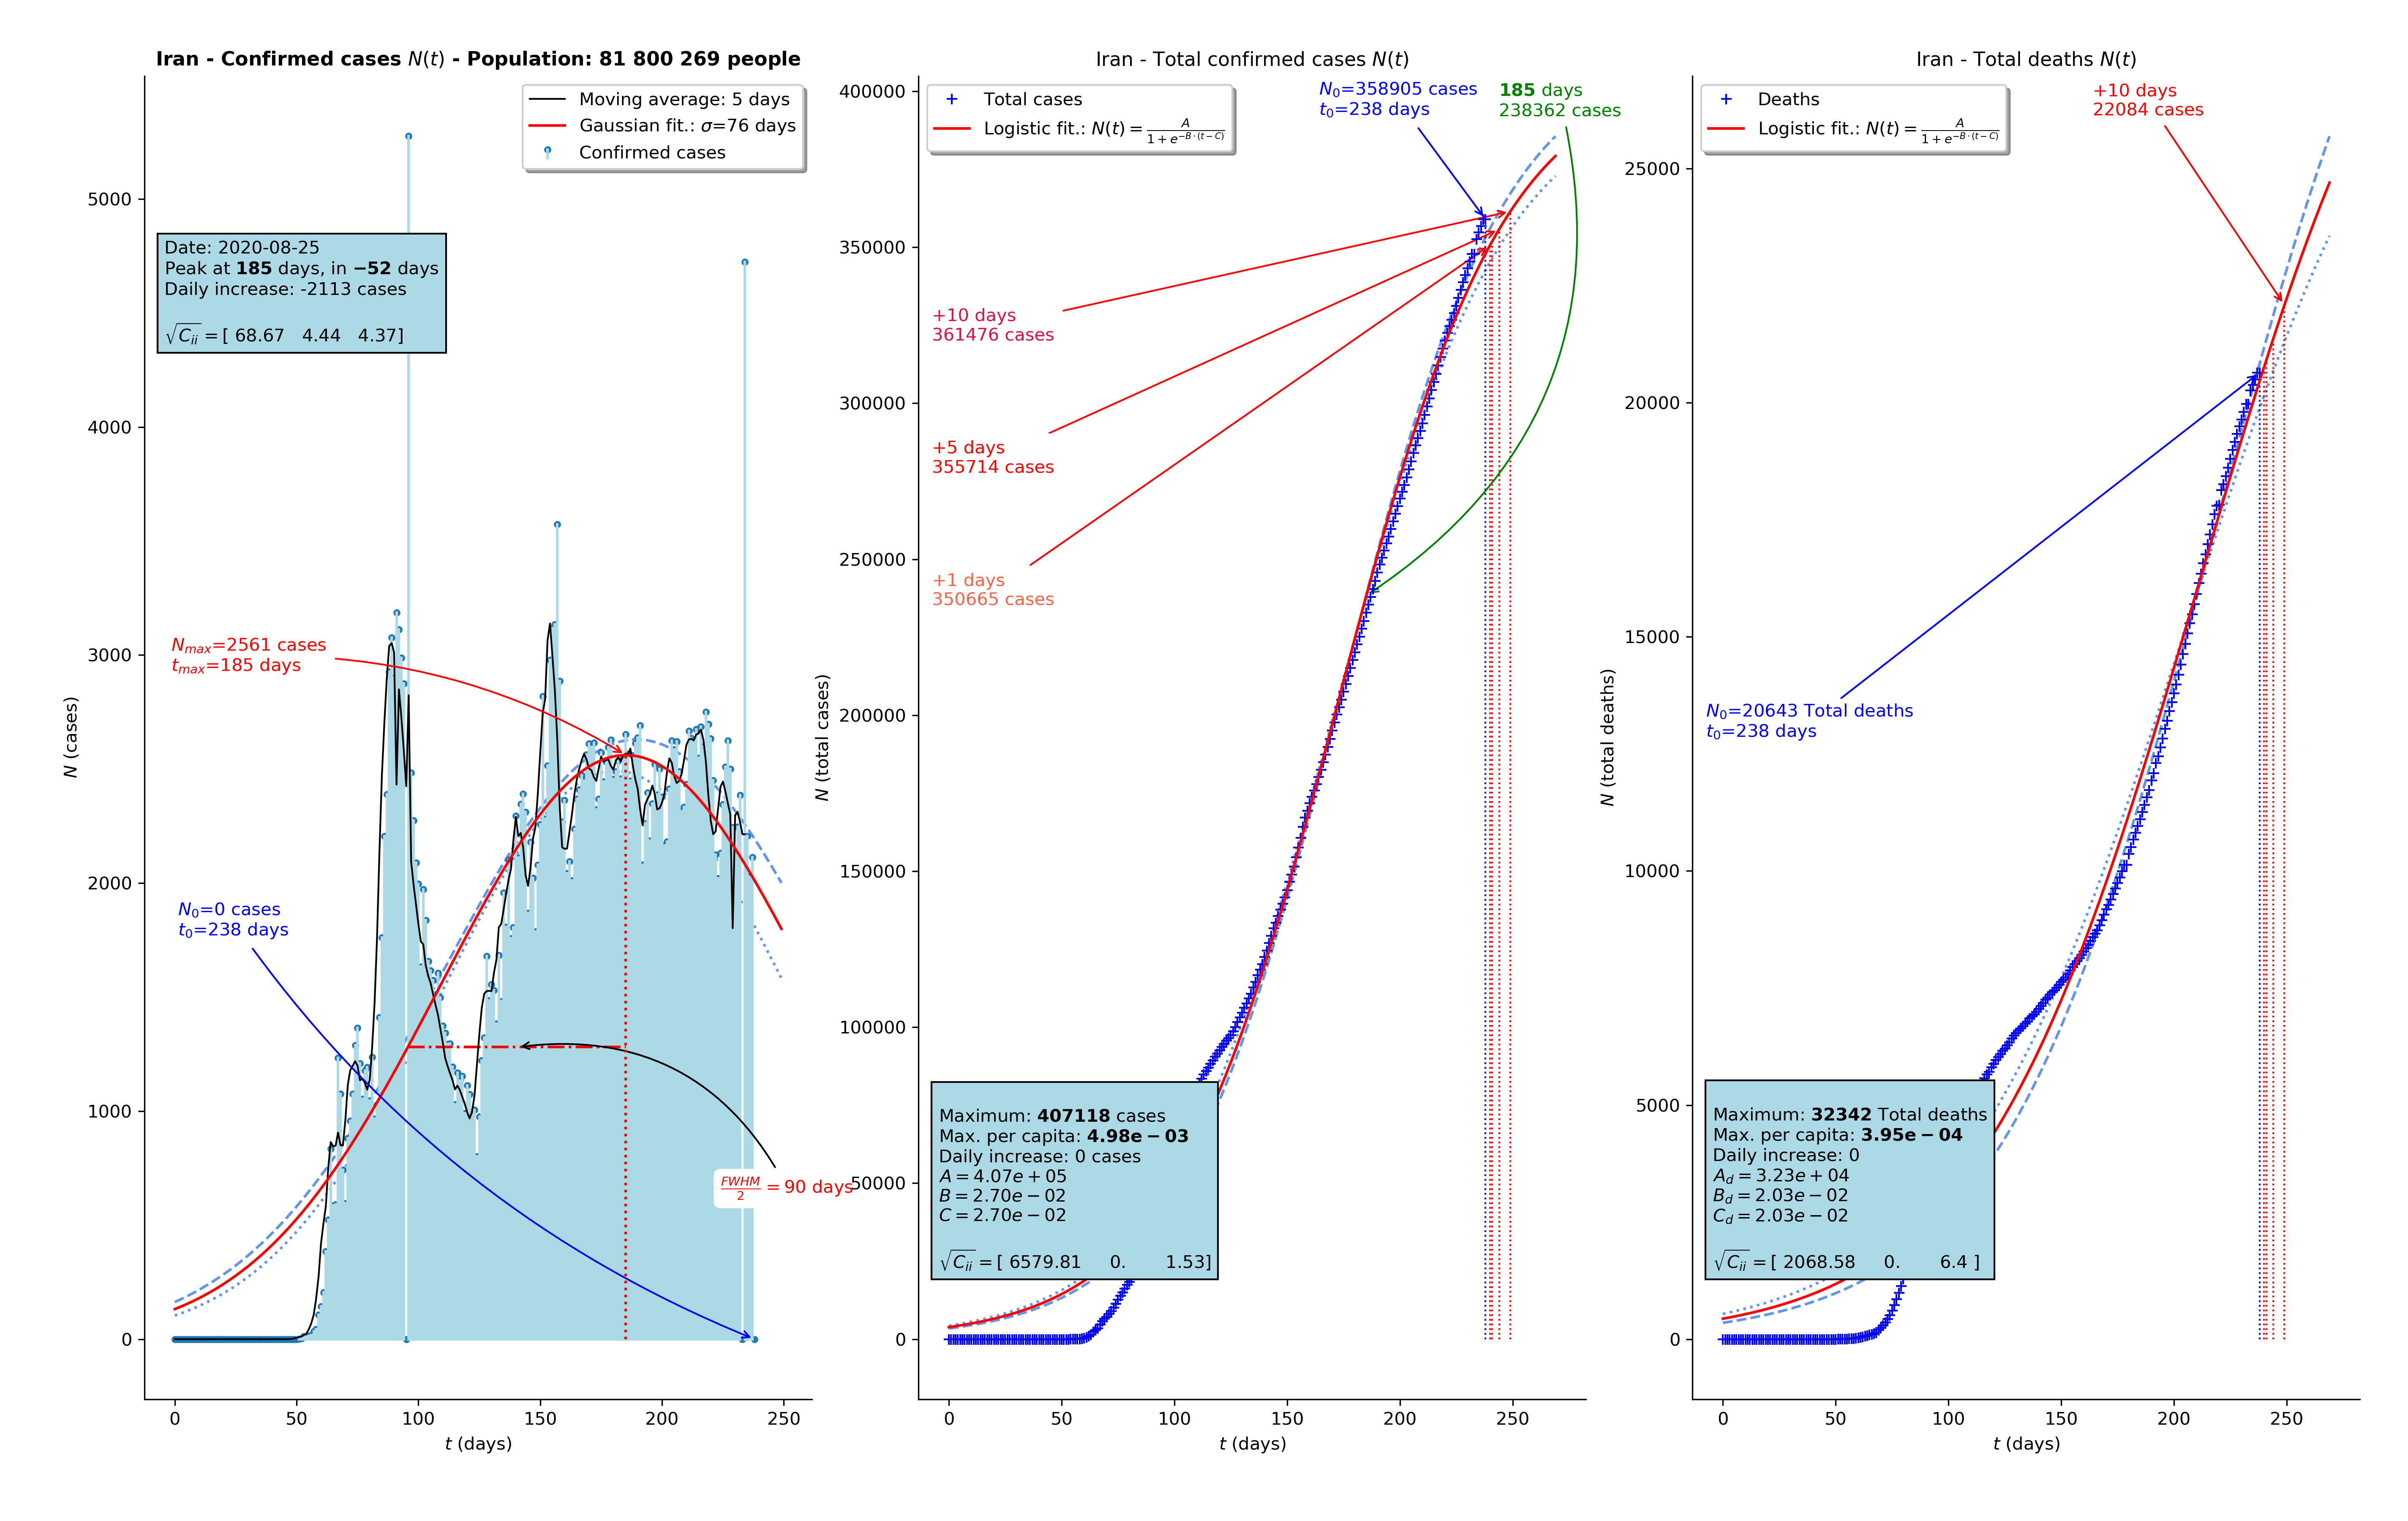 Iran - Confirmed cases N(t) - Population: 81 800 269 people
Moving average: 5 days
Gaussian fit.: σ=76 days
Confirmed cases
Date: 2020-08-25
Peak at 185 days, in −52 days
Daily increase: -2113 cases
√Cii = [ 68.67 4.44 4.37]
Nmax=2561 cases
tmax=185 days
N0=0 cases
t0=238 days
FWHM/2 = 90 days
N (cases)
5000
4000
3000
2000
1000
0
0 50 100 150 200 250
t (days)
Iran - Total confirmed cases N(t)
Total cases
Logistic fit.: N(t) = A/(1 + e^(−B·(t−C)))
N0=358905 cases
t0=238 days
185 days
238362 cases
+10 days
361476 cases
+5 days
355714 cases
+1 days
350665 cases
Maximum: 407118 cases
Max. per capita: 4.98e − 03
Daily increase: 0 cases
A = 4.07e + 05
B = 2.70e − 02
C = 2.70e − 02
√Cii = [ 6579.81 0. 1.53]
N (total cases)
400000
350000
300000
250000
200000
150000
100000
50000
0
0 50 100 150 200 250
t (days)
Iran - Total deaths N(t)
Deaths
Logistic fit.: N(t) = A/(1 + e^(−B·(t−C)))
+10 days
22084 cases
N0=20643 Total deaths
t0=238 days
Maximum: 32342 Total deaths
Max. per capita: 3.95e − 04
Daily increase: 0
Ad = 3.23e + 04
Bd = 2.03e − 02
Cd = 2.03e − 02
√Cii = [ 2068.58 0. 6.4 ]
N (total deaths)
25000
20000
15000
10000
5000
0
0 50 100 150 200 250
t (days)